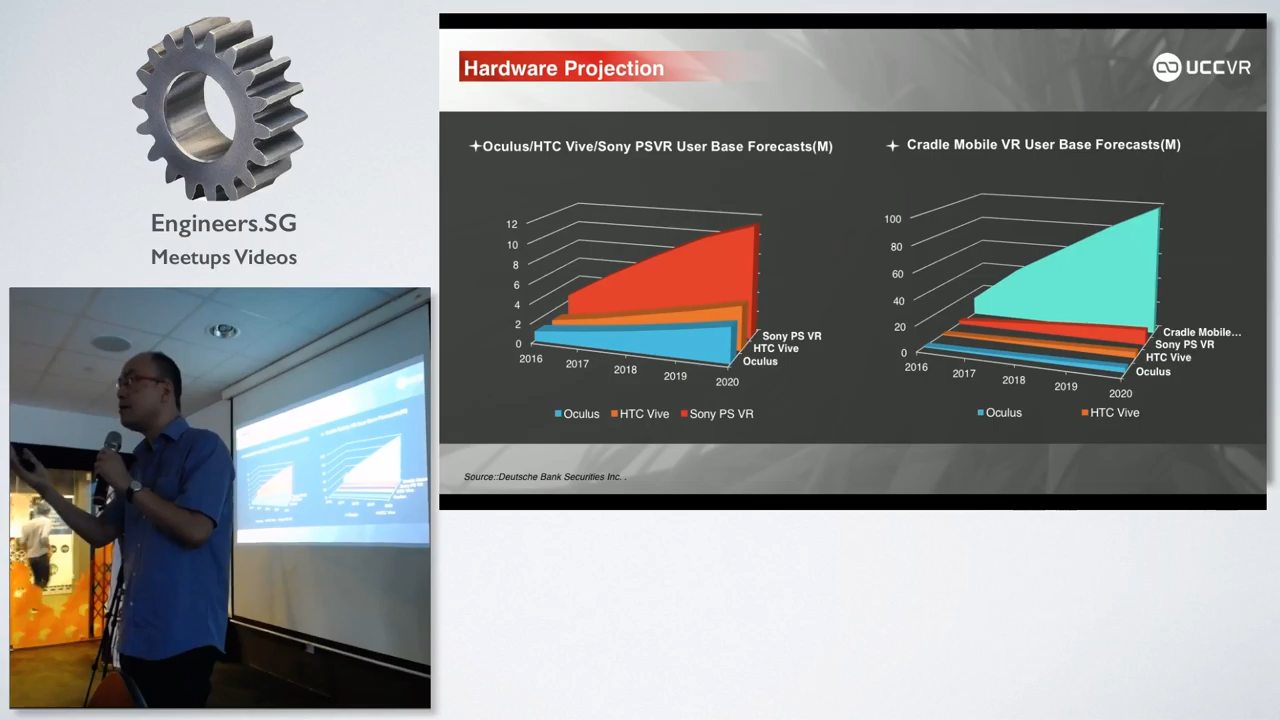 Engineers.SG
Meetups Videos
Hardware Projection
UCCVR
Oculus/HTC Vive/Sony PSVR User Base Forecasts(M)
12
10
8
6
4
2
0
2016
2017
2018
2019
2020
Sony PS VR
HTC Vive
Oculus
Oculus
HTC Vive
Sony PS VR
Cradle Mobile VR User Base Forecasts(M)
100
80
60
40
20
0
2016
2017
2018
2019
2020
Cradle Mobile...
Sony PS VR
HTC Vive
Oculus
Oculus
HTC Vive
Source::Deutsche Bank Securities Inc. .